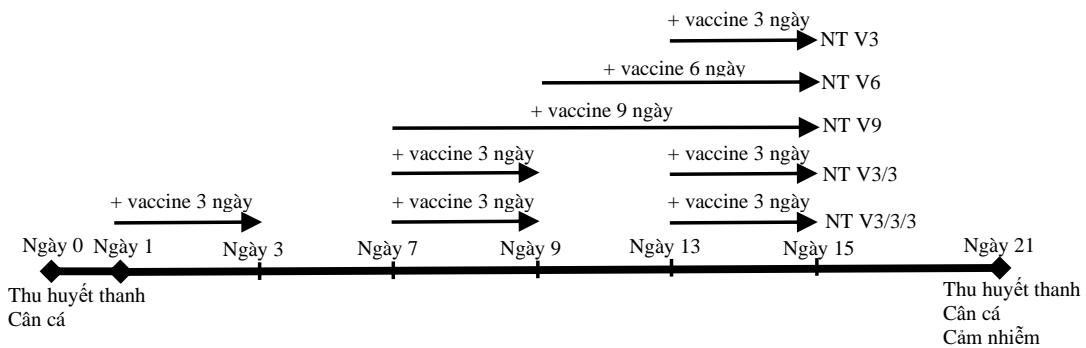 + vaccine 3 ngày
NT V3
+ vaccine 6 ngày
NT V6
+ vaccine 9 ngày
NT V9
+ vaccine 3 ngày
+ vaccine 3 ngày
NT V3/3
+ vaccine 3 ngày
+ vaccine 3 ngày
+ vaccine 3 ngày
NT V3/3/3
Ngày 0
Ngày 1
Ngày 3
Ngày 7
Ngày 9
Ngày 13
Ngày 15
Ngày 21
Thu huyết thanh
Cân cá
Thu huyết thanh
Cân cá
Cảm nhiễm